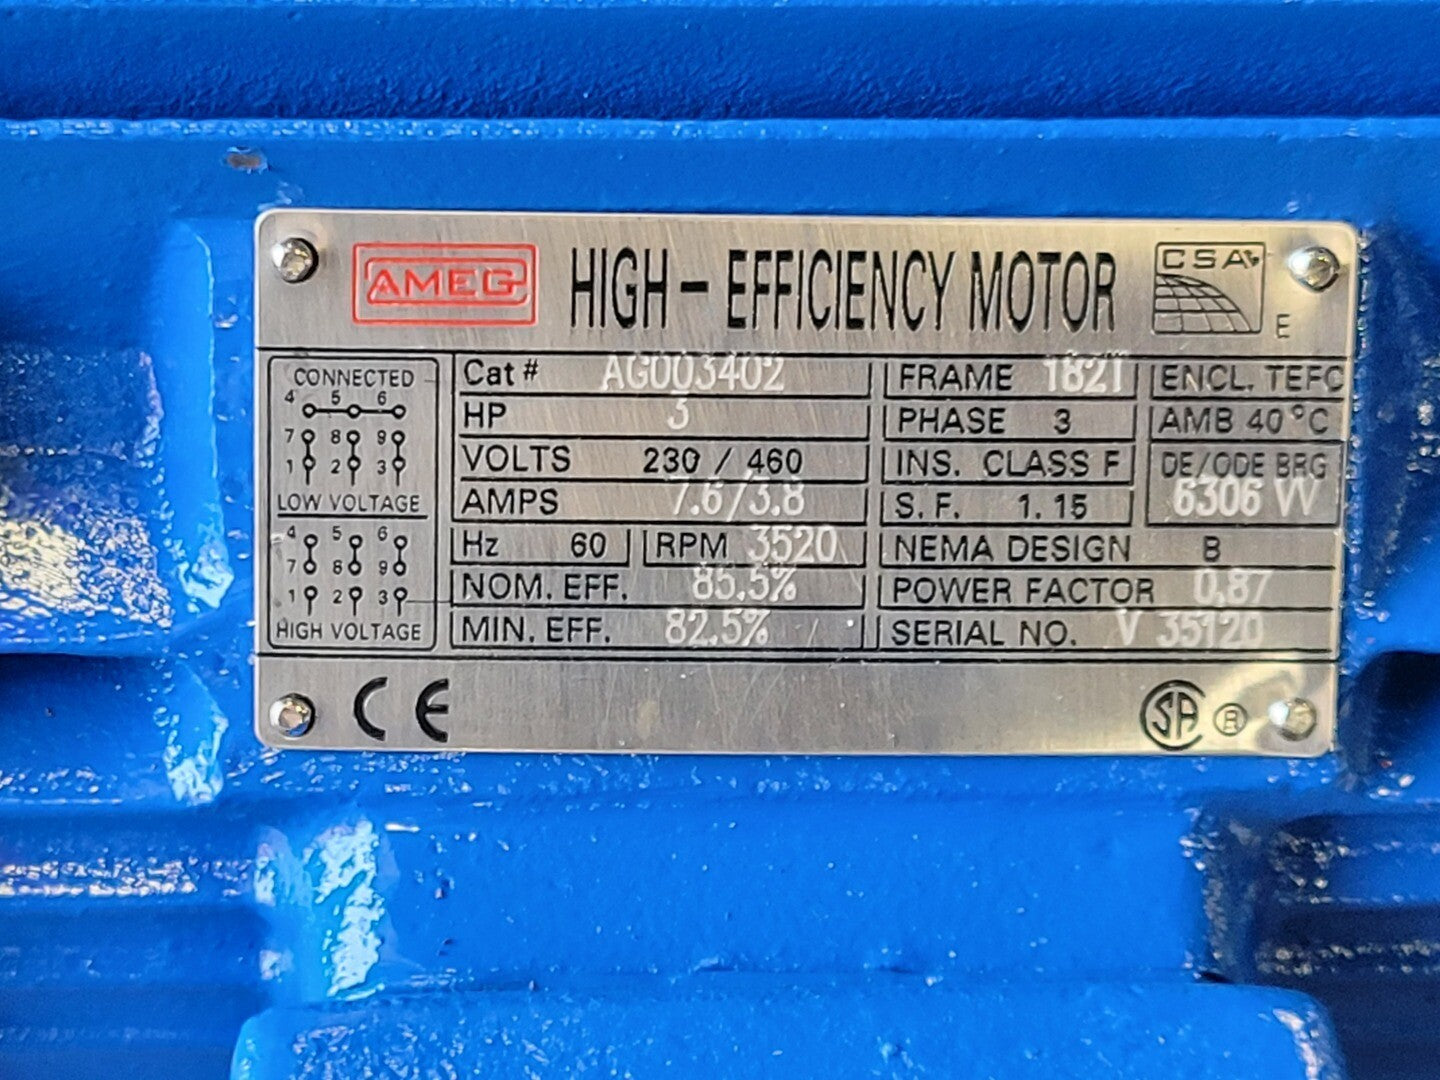 AMEG HIGH-EFFICIENCY MOTOR CSA E
CONNECTED
4 5 6
7 8 9
1 2 3
LOW VOLTAGE
4 5 6
7 8 9
1 2 3
HIGH VOLTAGE
Cat # AG003402 FRAME 182T ENCL. TEFC
HP 3 PHASE 3 AMB 40°C
VOLTS 230 / 460 INS. CLASS F DE/ODE BRG
AMPS 7.6/3.8 S. F. 1. 15 6306 VV
Hz 60 RPM 3520 NEMA DESIGN B
NOM. EFF. 85.5% POWER FACTOR 0.87
MIN. EFF. 82.5% SERIAL NO. V 35120
CE SA ®